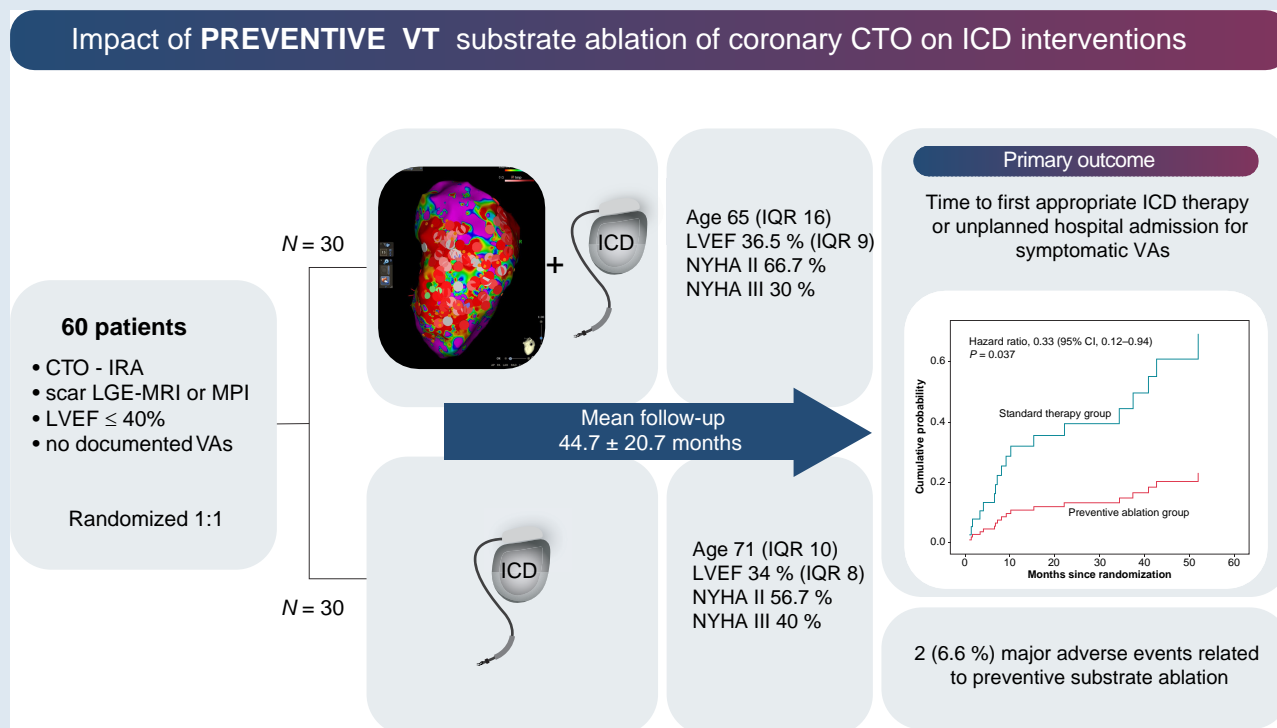 Impact of PREVENTIVE VT substrate ablation of coronary CTO on ICD interventions
60 patients
• CTO - IRA
• scar LGE-MRI or MPI
• LVEF ≤ 40%
• no documented VAs
Randomized 1:1
N = 30
+
ICD
Age 65 (IQR 16)
LVEF 36.5 % (IQR 9)
NYHA II 66.7 %
NYHA III 30 %
Mean follow-up
44.7 ± 20.7 months
N = 30
ICD
Age 71 (IQR 10)
LVEF 34 % (IQR 8)
NYHA II 56.7 %
NYHA III 40 %
Primary outcome
Time to first appropriate ICD therapy
or unplanned hospital admission for
symptomatic VAs
Hazard ratio, 0.33 (95% CI, 0.12–0.94)
P = 0.037
Standard therapy group
Preventive ablation group
Cumulative probability
0.6
0.4
0.2
0.0
0 10 20 30 40 50 60
Months since randomization
2 (6.6 %) major adverse events related
to preventive substrate ablation